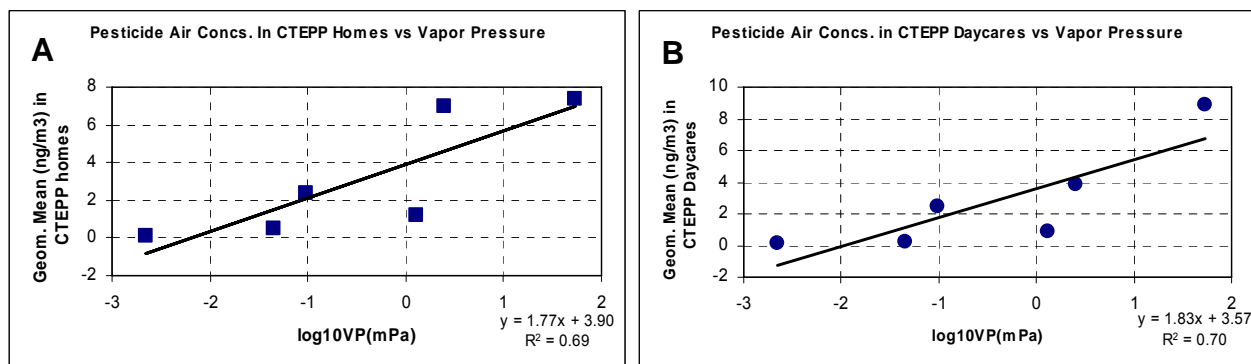 A
Pesticide Air Concs. In CTEPP Homes vs Vapor Pressure
Geom. Mean (ng/m3) in
CTEPP homes
8
6
4
2
0
-2
-3
-2
-1
0
1
2
log10VP(mPa)
y = 1.77x + 3.90
R² = 0.69
B
Pesticide Air Concs. in CTEPP Daycares vs Vapor Pressure
Geom. Mean (ng/m3) in
CTEPP Daycares
10
8
6
4
2
0
-2
-3
-2
-1
0
1
2
log10VP(mPa)
y = 1.83x + 3.57
R² = 0.70